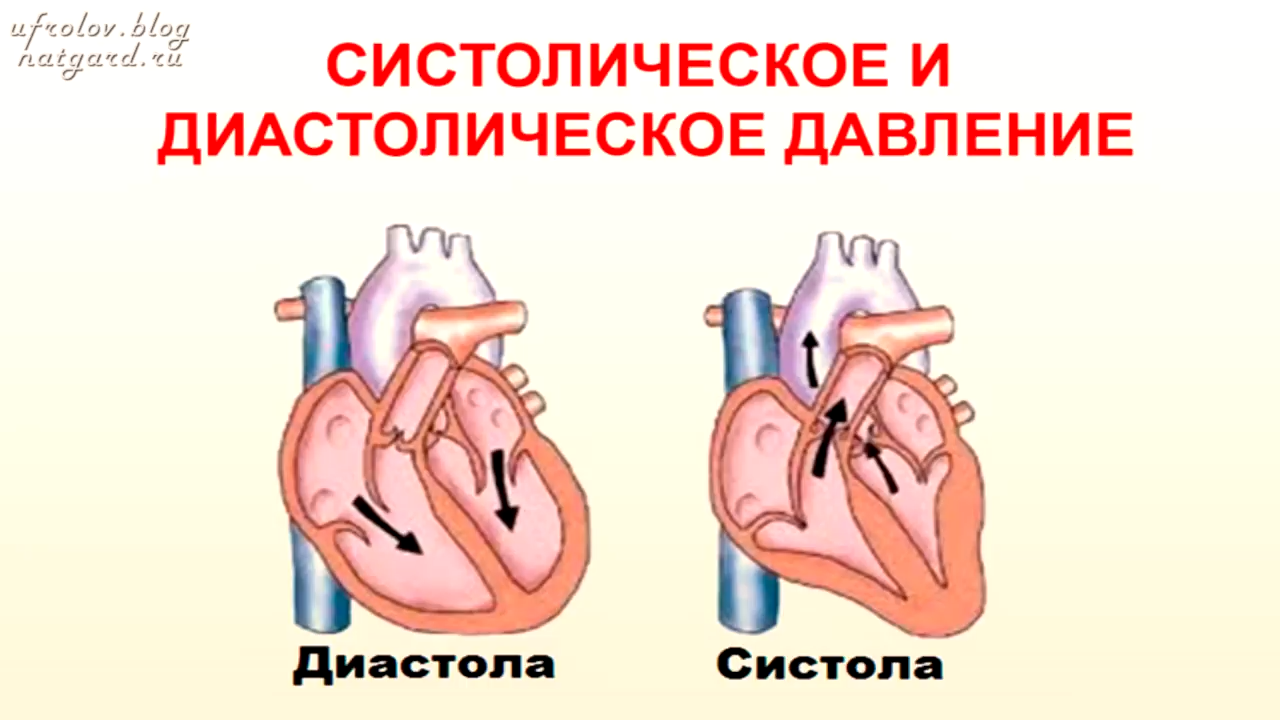 ufrolov.blog
natgard.ru
СИСТОЛИЧЕСКОЕ И
ДИАСТОЛИЧЕСКОЕ ДАВЛЕНИЕ
Диастола
Систола